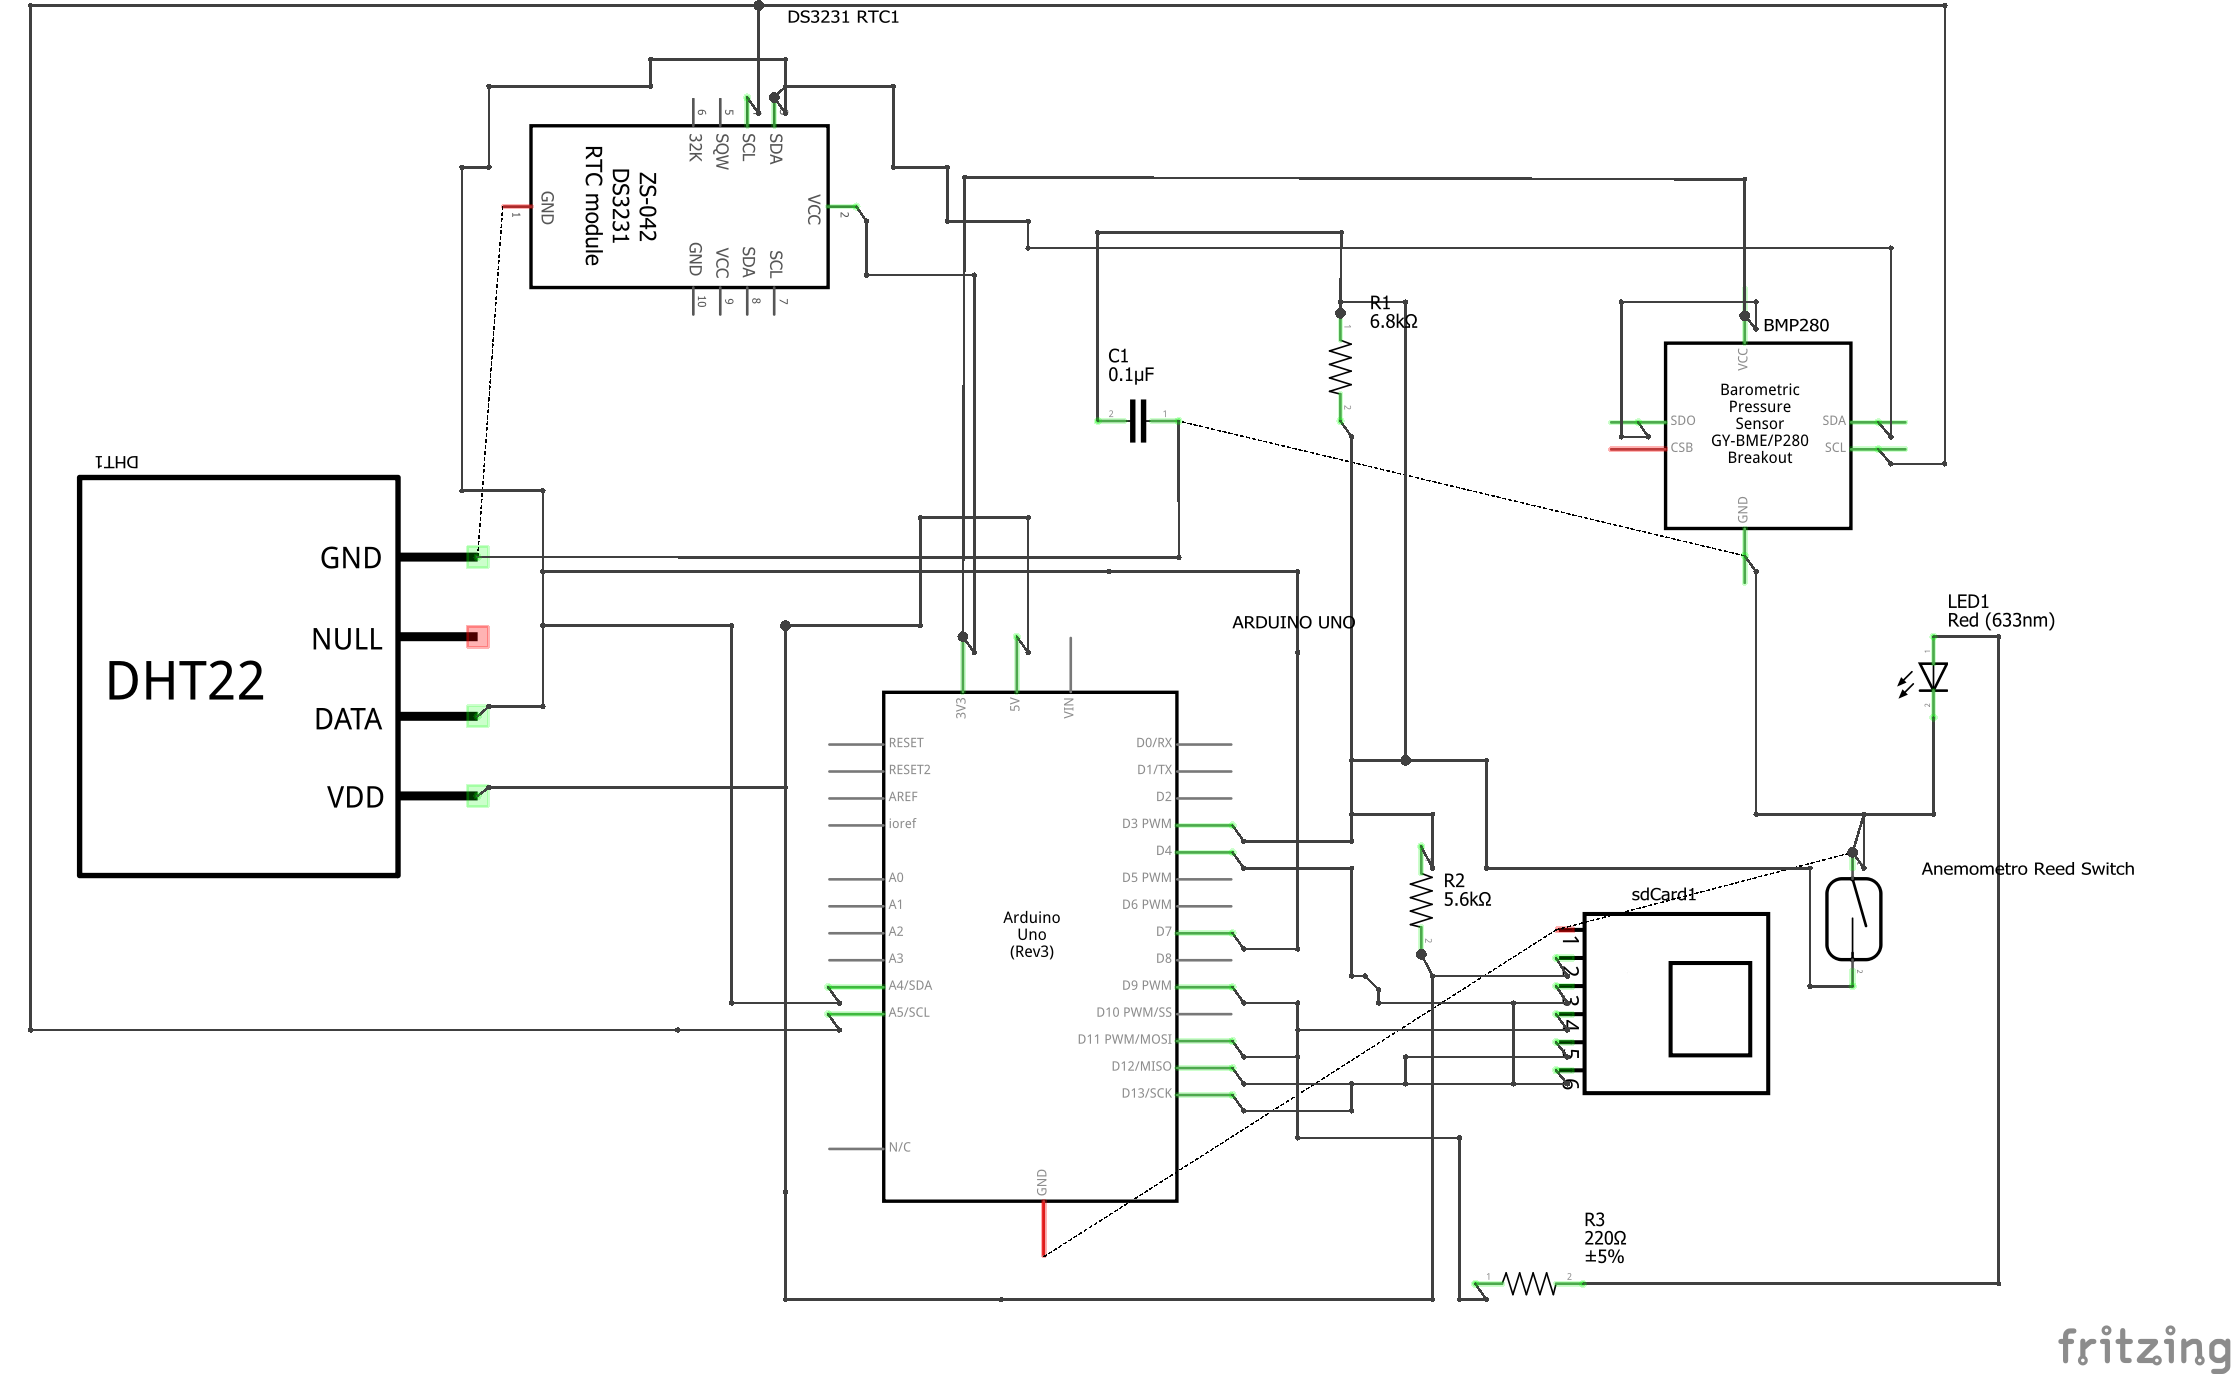 DS3231 RTC1
6
5
32K
SQW
SCL
SDA
ZS-042
DS3231
RTC module
GND
1
VCC
2
GND
VCC
SDA
SCL
10
9
8
7
R1
6.8kΩ
1
2
C1
0.1µF
2
1
BMP280
VCC
Barometric
Pressure
Sensor
GY-BME/P280
Breakout
SDO
CSB
SDA
SCL
GND
DHT1
DHT22
GND
NULL
DATA
VDD
ARDUINO UNO
3V3
5V
VIN
RESET
RESET2
AREF
ioref
A0
A1
A2
A3
A4/SDA
A5/SCL
N/C
Arduino
Uno
(Rev3)
D0/RX
D1/TX
D2
D3 PWM
D4
D5 PWM
D6 PWM
D7
D8
D9 PWM
D10 PWM/SS
D11 PWM/MOSI
D12/MISO
D13/SCK
GND
LED1
Red (633nm)
1
2
Anemometro Reed Switch
2
R2
5.6kΩ
2
sdCard1
1
2
3
4
5
6
R3
220Ω
±5%
1
2
fritzing